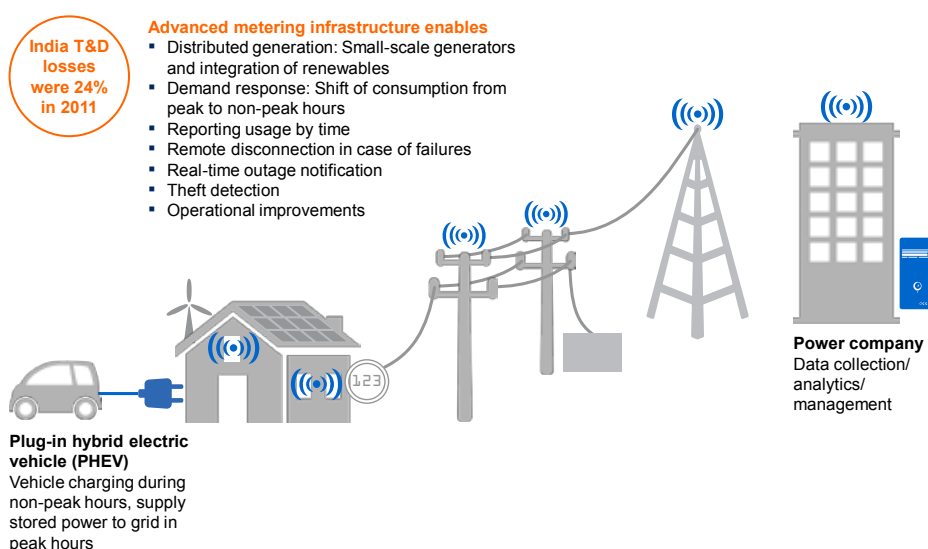 India T&D
losses
were 24%
in 2011
Advanced metering infrastructure enables
▪ Distributed generation: Small-scale generators
and integration of renewables
▪ Demand response: Shift of consumption from
peak to non-peak hours
▪ Reporting usage by time
▪ Remote disconnection in case of failures
▪ Real-time outage notification
▪ Theft detection
▪ Operational improvements
123
Power company
Data collection/
analytics/
management
Plug-in hybrid electric
vehicle (PHEV)
Vehicle charging during
non-peak hours, supply
stored power to grid in
peak hours